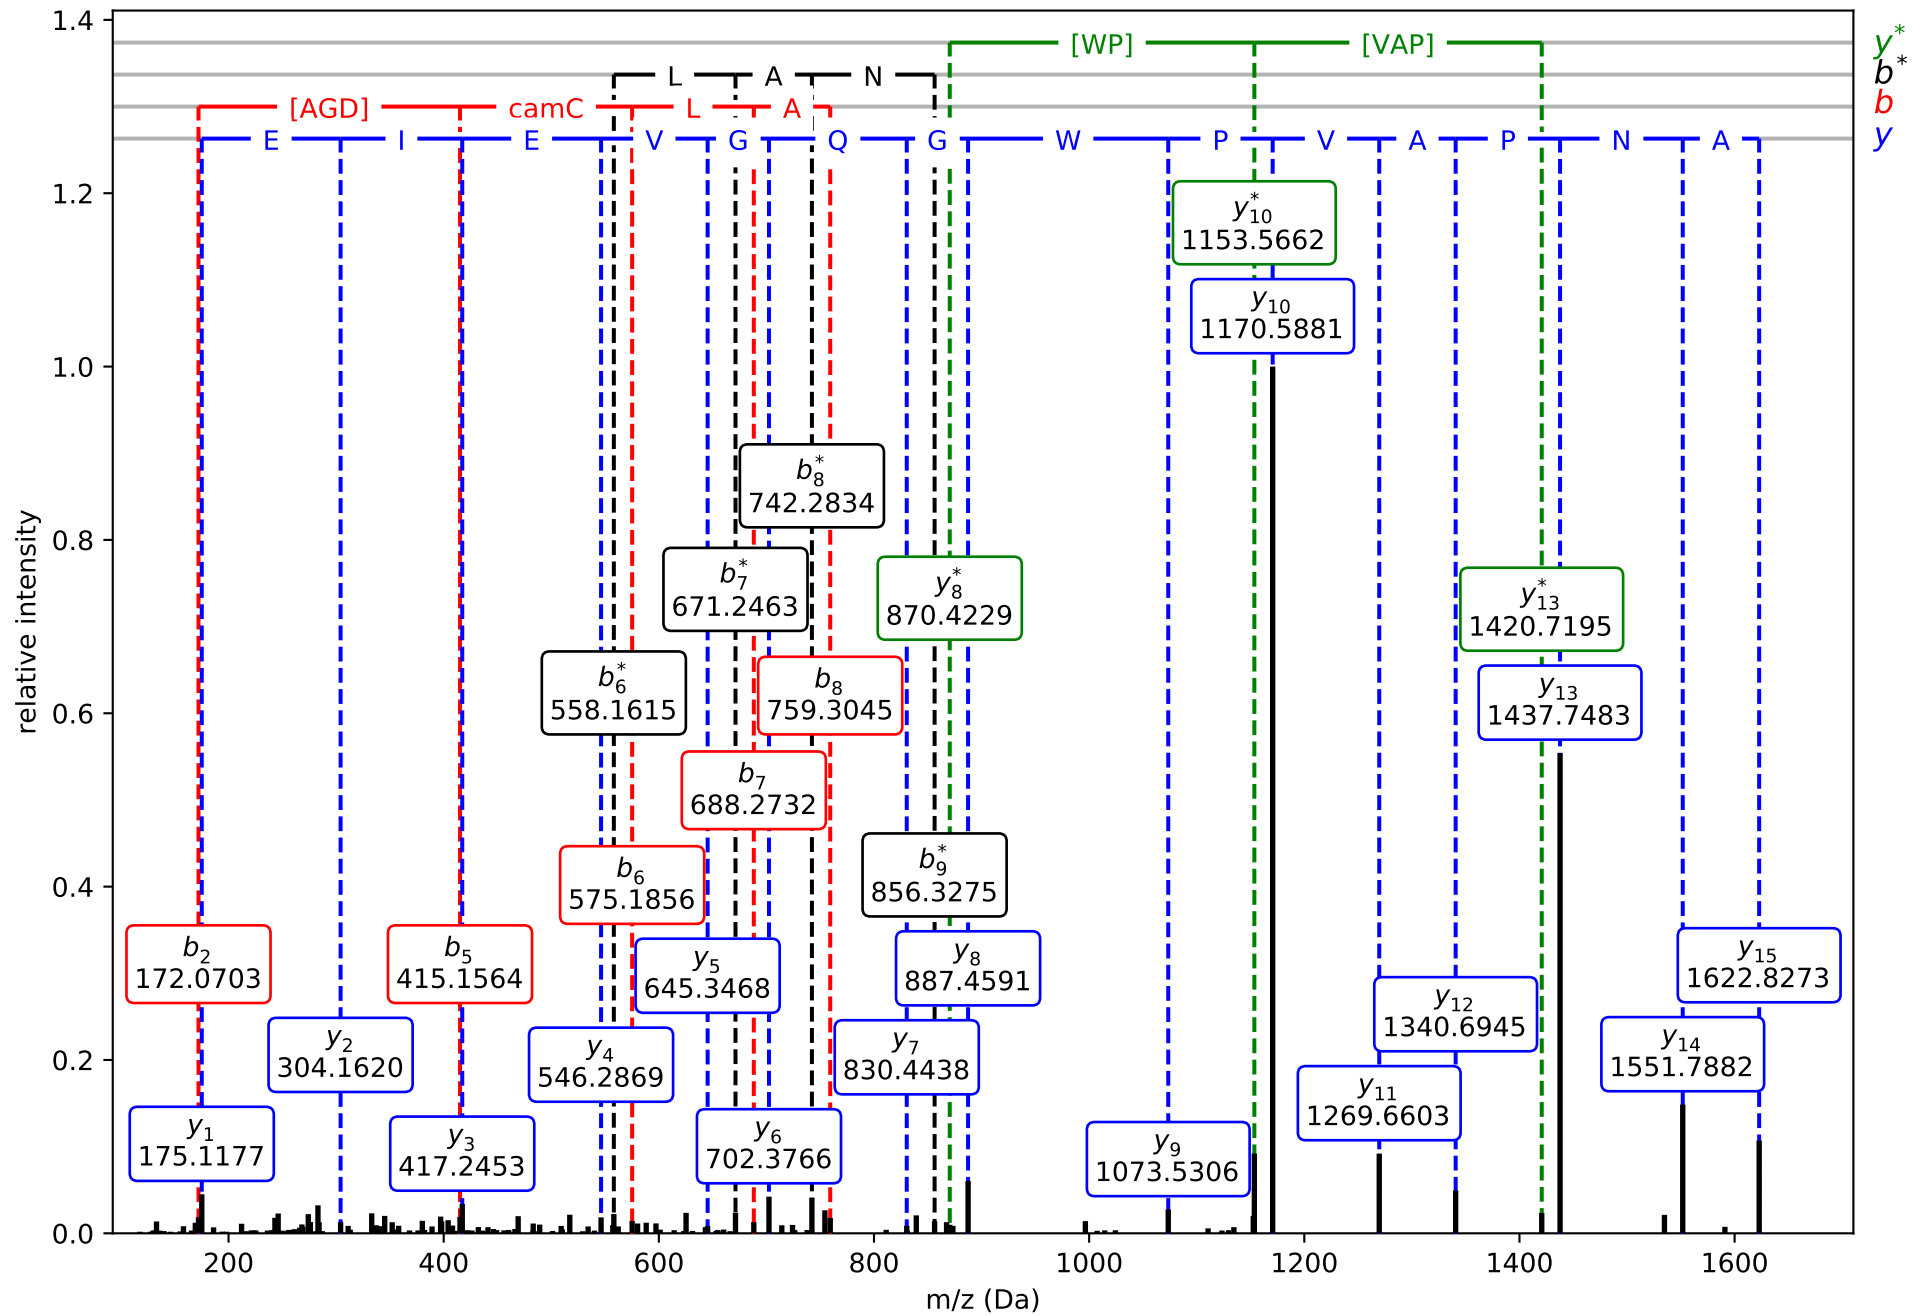 1.4
[WP] [VAP] y*
L A N b*
[AGD] camC L A b
E I E V G Q G W P V A P N A y
1.2
y*10
1153.5662
y10
1170.5881
1.0
b*8
742.2834
0.8
b*7
671.2463
y*8
870.4229
y*13
1420.7195
relative intensity
0.6
b*6
558.1615
b8
759.3045
y13
1437.7483
b7
688.2732
0.4
b6
575.1856
b*9
856.3275
b2
172.0703
b5
415.1564
y5
645.3468
y8
887.4591
y15
1622.8273
0.2
y2
304.1620
y4
546.2869
y7
830.4438
y12
1340.6945
y14
1551.7882
y1
175.1177
y3
417.2453
y6
702.3766
y9
1073.5306
y11
1269.6603
0.0
200 400 600 800 1000 1200 1400 1600
m/z (Da)